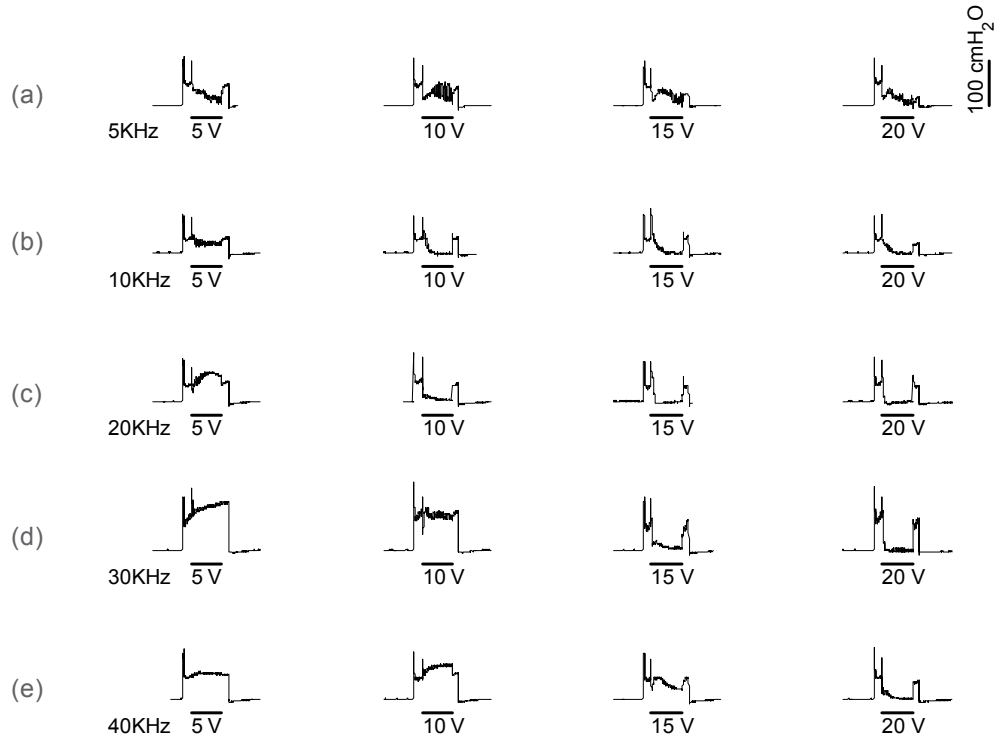 100 cmH₂O
(a)
5KHz 5 V 10 V 15 V 20 V
(b)
10KHz 5 V 10 V 15 V 20 V
(c)
20KHz 5 V 10 V 15 V 20 V
(d)
30KHz 5 V 10 V 15 V 20 V
(e)
40KHz 5 V 10 V 15 V 20 V